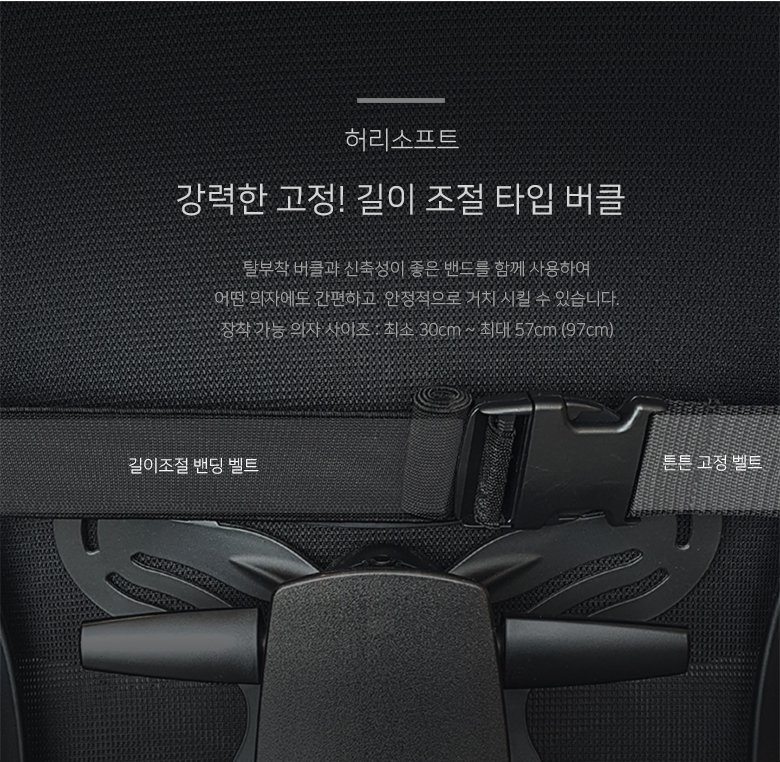 허리소프트
강력한 고정! 길이 조절 타입 버클
탈부착 버클과 신축성이 좋은 밴드를 함께 사용하여
어떤 의자에도 간편하고 안정적으로 거치 시킬 수 있습니다.
장착 가능 의자 사이즈 : 최소 30cm ~ 최대 57cm (97cm)
길이조절 밴딩 벨트
튼튼 고정 벨트